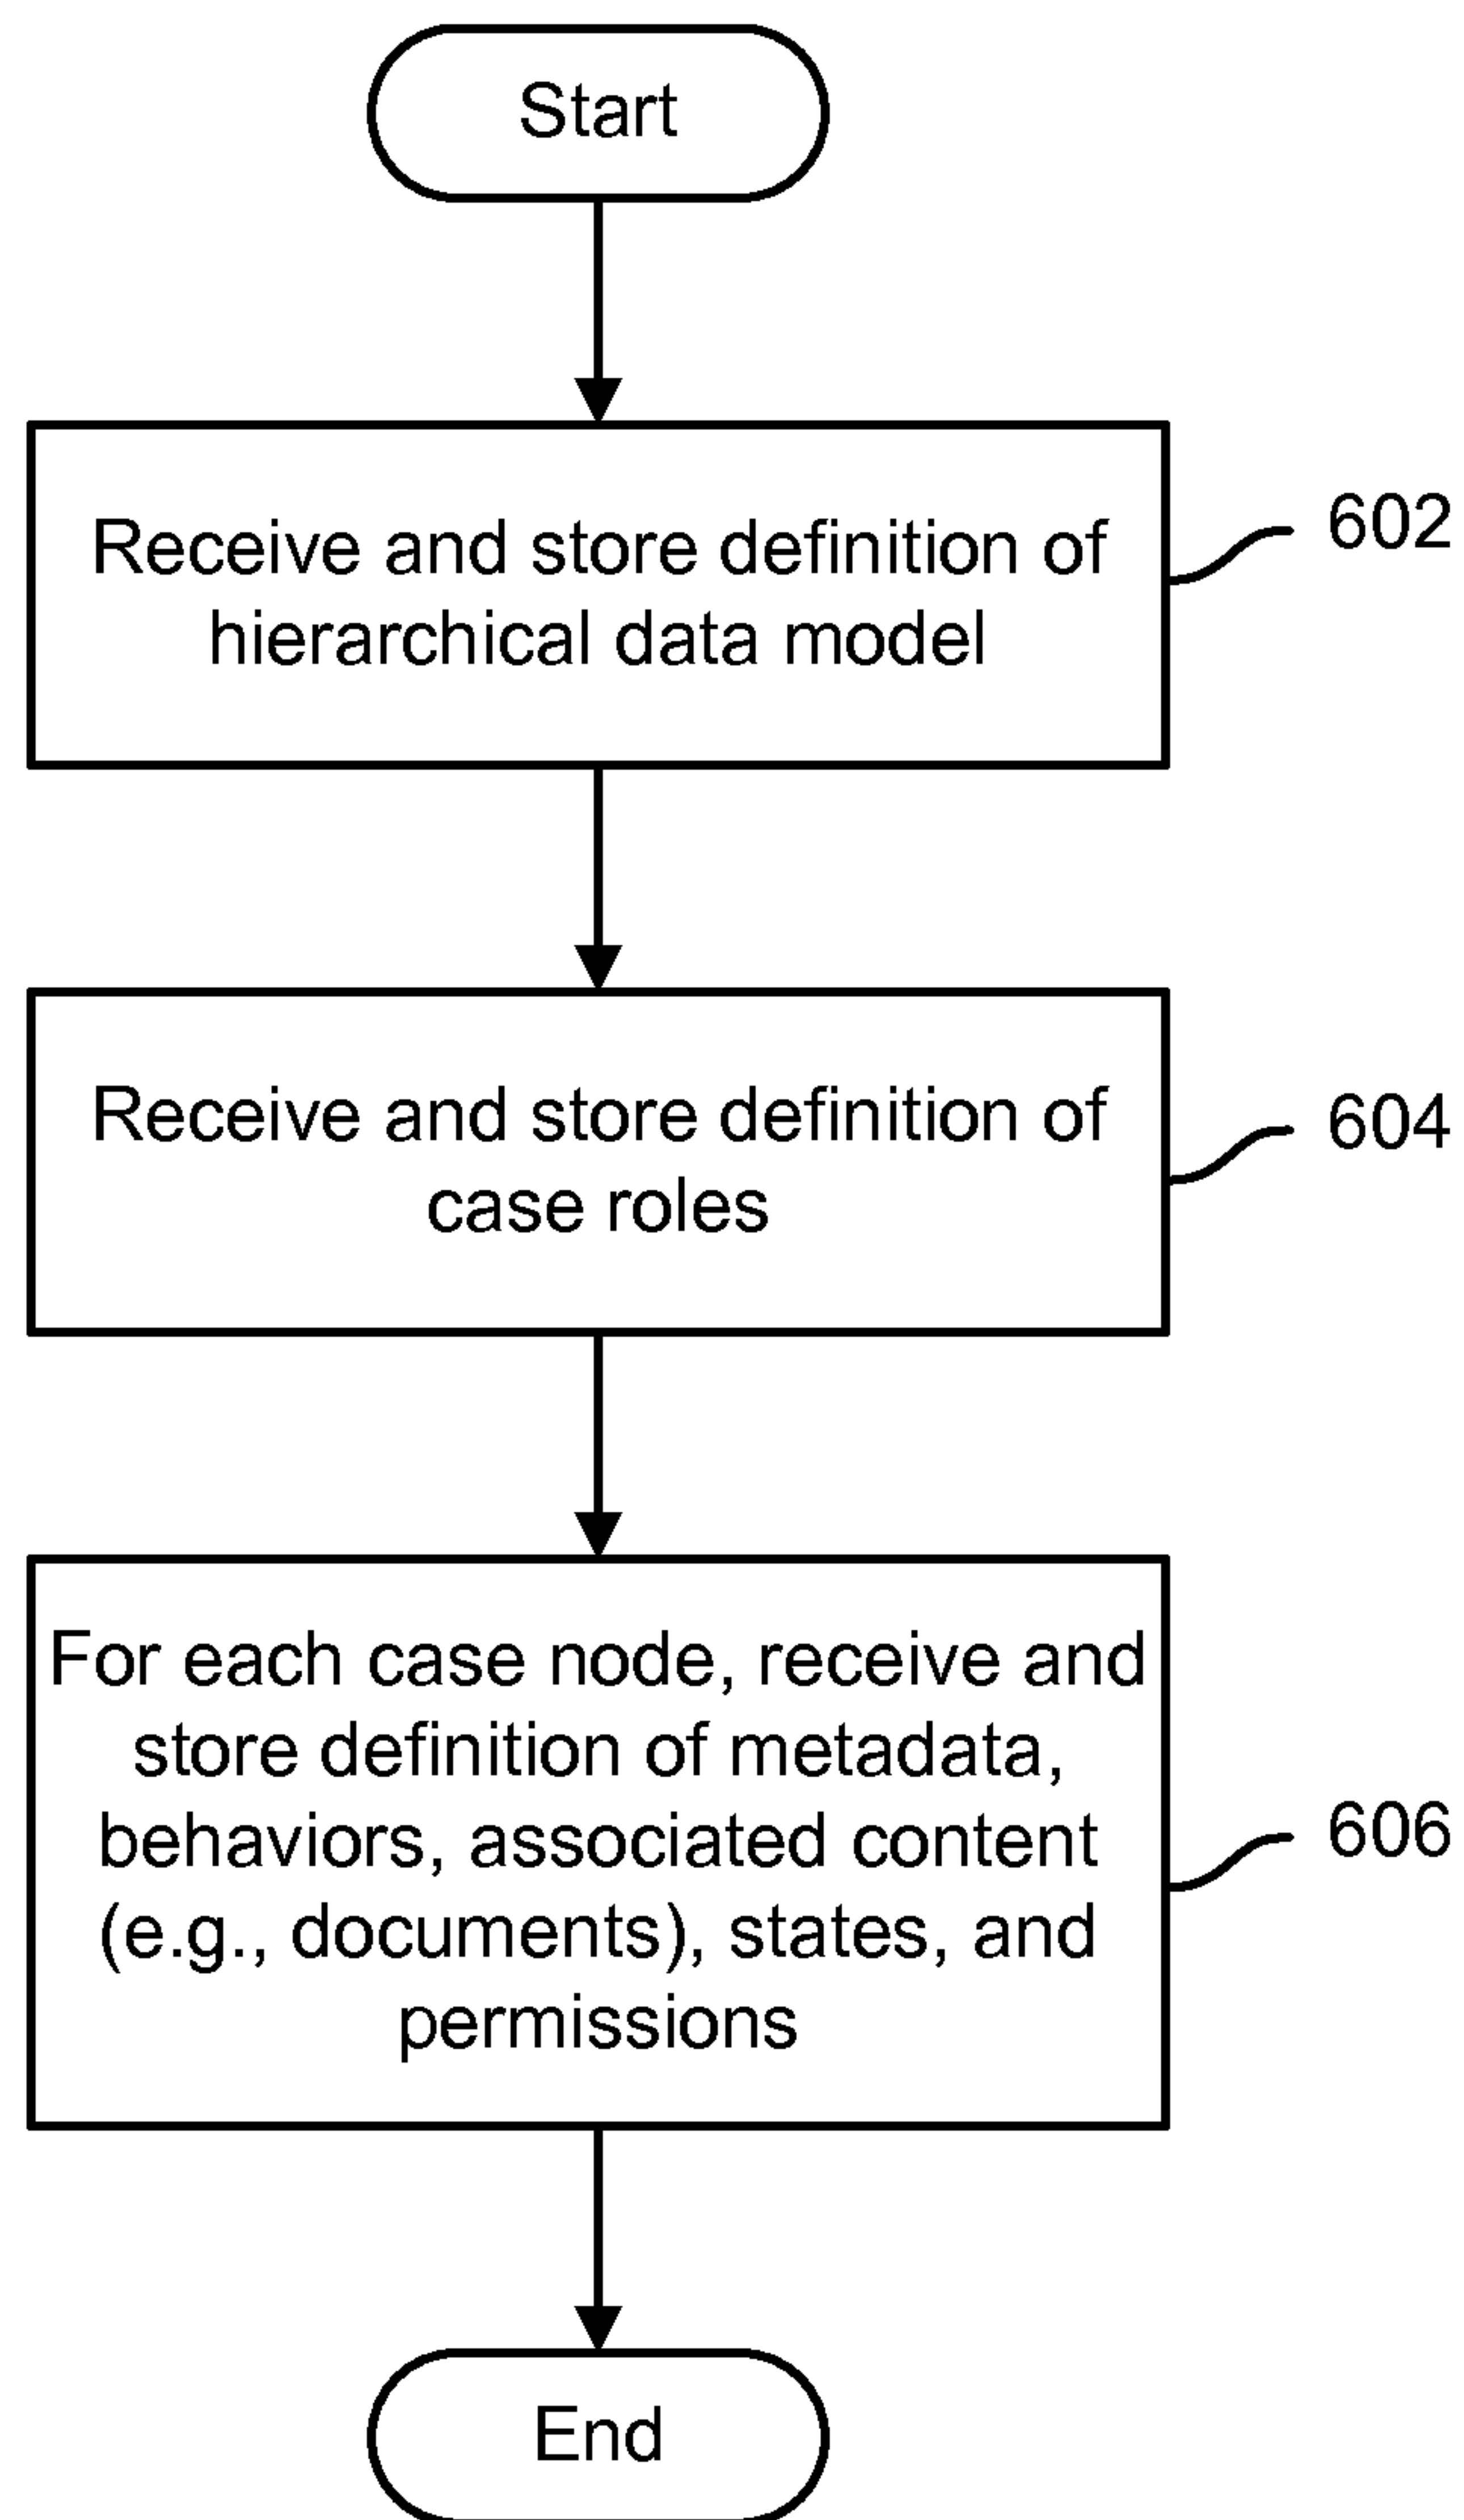 Start
Receive and store definition of
hierarchical data model
602
Receive and store definition of
case roles
604
For each case node, receive and
store definition of metadata,
behaviors, associated content
(e.g., documents), states, and
permissions
606
End